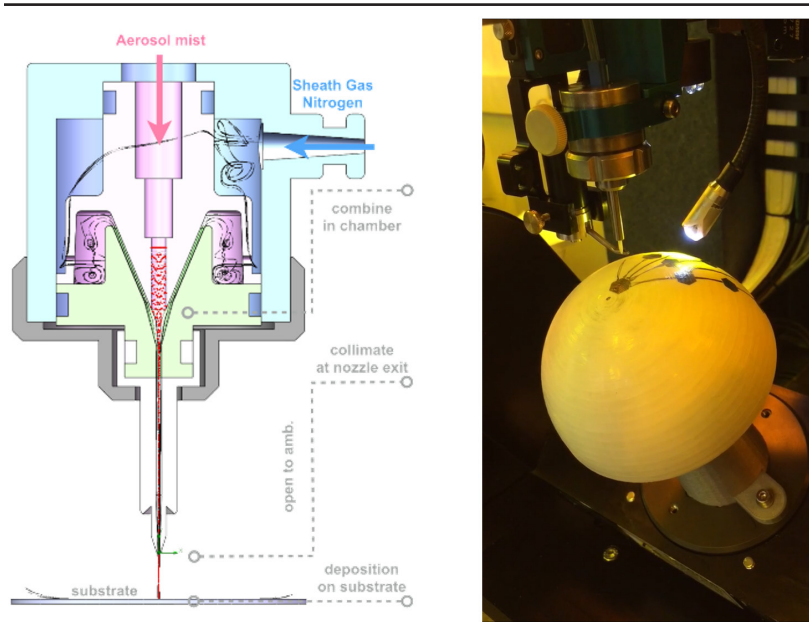 Aerosol mist
Sheath Gas
Nitrogen
combine
in chamber
collimate
at nozzle exit
open to amb.
deposition
on substrate
substrate